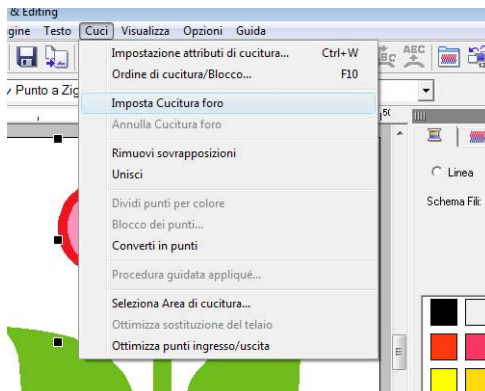 & Editing
gine Testo Cuci Visualizza Opzioni Guida
Impostazione attributi di cucitura... Ctrl+W
Ordine di cucitura/Blocco... F10
Punto a Zig
Imposta Cucitura foro
Annulla Cucitura foro
Rimuovi sovrapposizioni
Unisci
Linea
Dividi punti per colore
Schema Fili:
Blocco dei punti...
Converti in punti
Procedura guidata appliqué...
Seleziona Area di cucitura...
Ottimizza sostituzione del telaio
Ottimizza punti ingresso/uscita